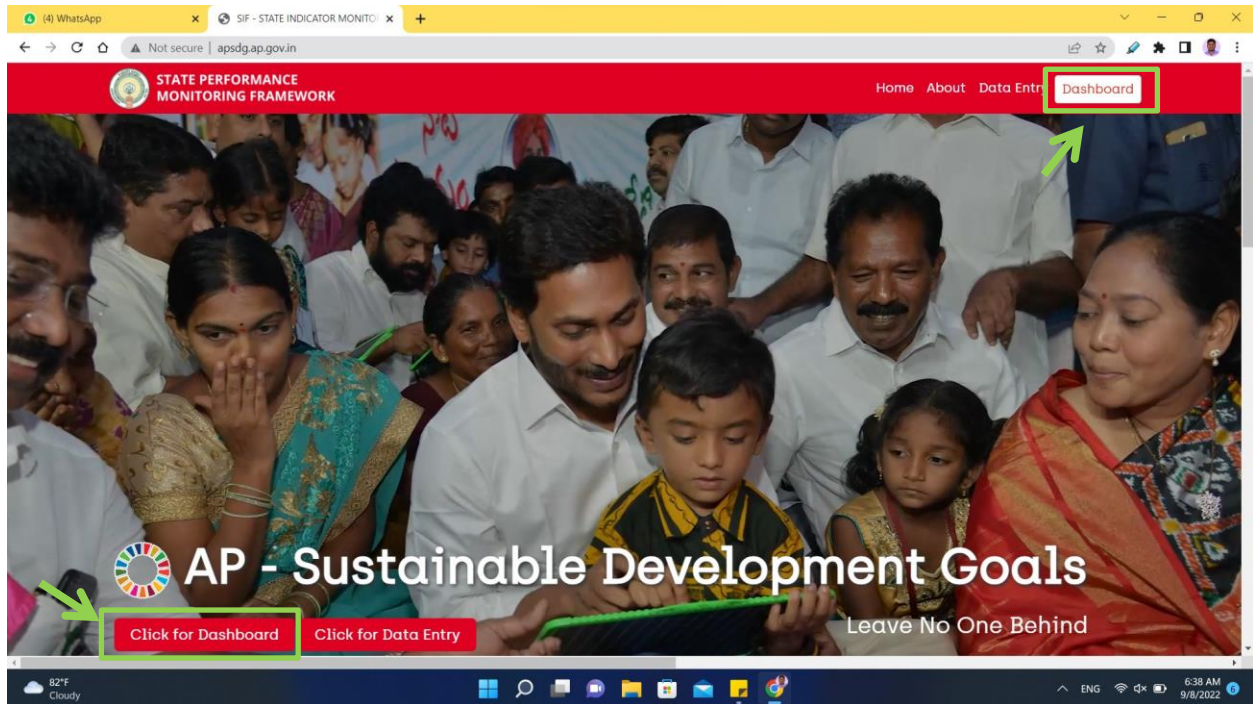 (4) WhatsApp
SIF - STATE INDICATOR MONITO
Not secure | apsdg.ap.gov.in
STATE PERFORMANCE
MONITORING FRAMEWORK
Home About Data Entry Dashboard
AP - Sustainable Development Goals
Leave No One Behind
Click for Dashboard Click for Data Entry
82°F
Cloudy
ENG
6:38 AM
9/8/2022
6